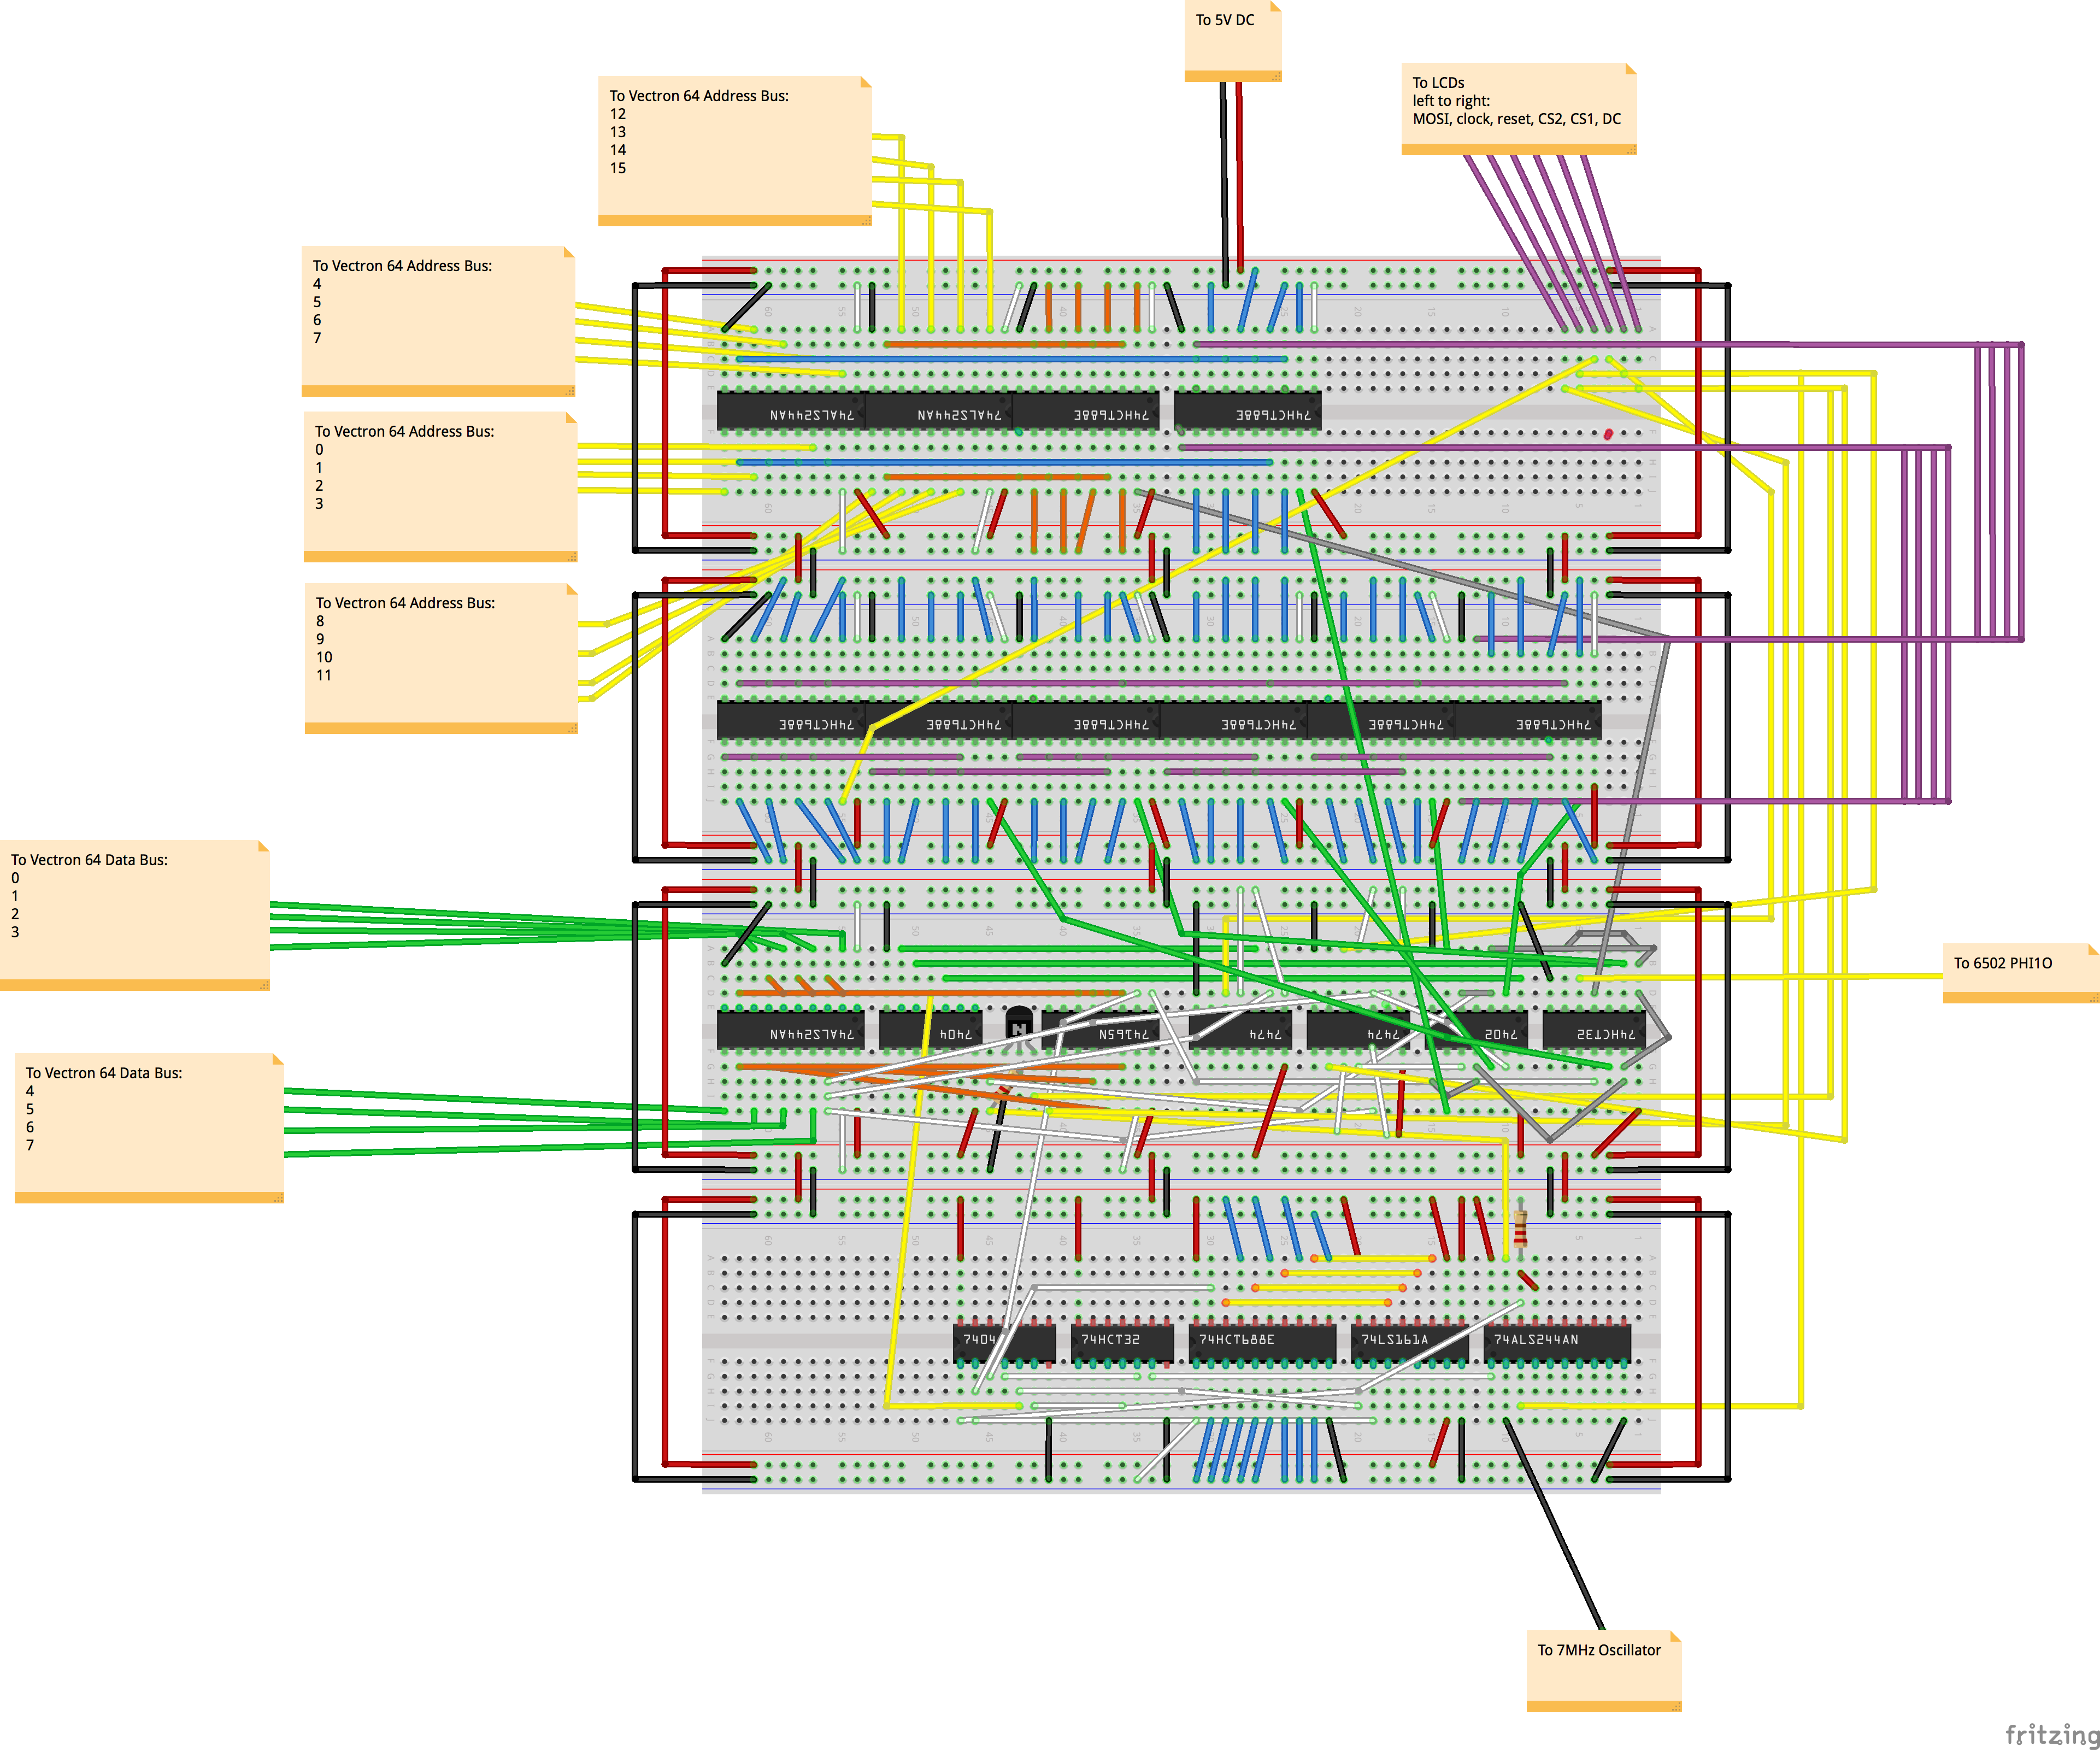 To 5V DC
To LCDs
left to right:
MOSI, clock, reset, CS2, CS1, DC
To Vectron 64 Address Bus:
12
13
14
15
To Vectron 64 Address Bus:
4
5
6
7
To Vectron 64 Address Bus:
0
1
2
3
To Vectron 64 Address Bus:
8
9
10
11
74ALS244AN
74ALS244AN
74HCT688E
74HCT688E
74HCT688E
74HCT688E
74HCT688E
74HCT688E
74HCT688E
74HCT688E
To Vectron 64 Data Bus:
0
1
2
3
To 6502 PHI1O
74ALS244AN
7404
N
74165N
7474
7474
7402
74HCT32
To Vectron 64 Data Bus:
4
5
6
7
7404
74HCT32
74HCT688E
74LS161A
74ALS244AN
To 7MHz Oscillator
fritzing